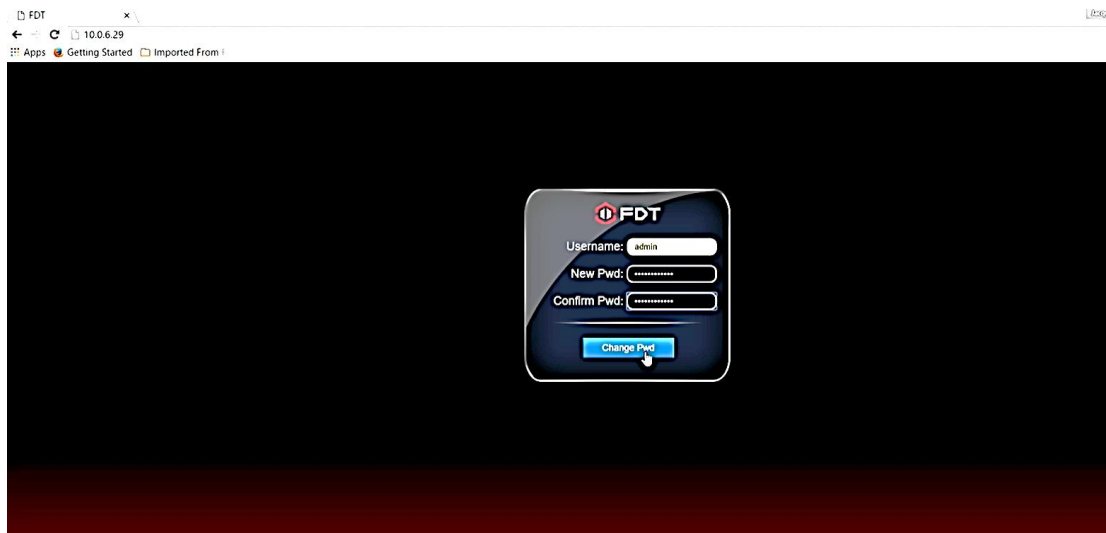 FDT
10.0.6.29
Apps Getting Started Imported From
FDT
Username: admin
New Pwd: ••••••••••••
Confirm Pwd: ••••••••••••
Change Pwd